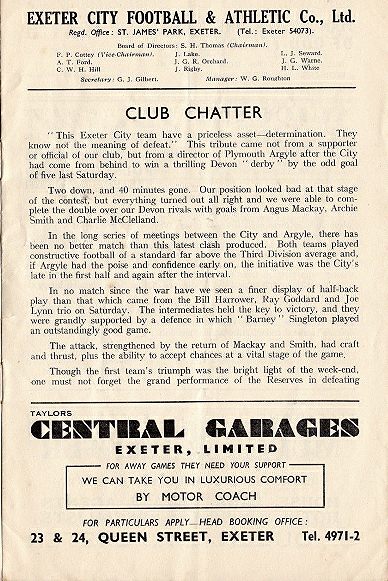 EXETER CITY FOOTBALL & ATHLETIC Co., Ltd.
Regd. Office: ST. JAMES' PARK, EXETER. (Tel.: Exeter 54073).
Board of Directors: S. H. Thomas (Chairman).
F. P. Cottey (Vice-Chairman). J. Lake. L. J. Seward.
A. T. Ford. J. G. R. Orchard. J. G. Warne.
C. W. H. Hill J. Rigby. H. L. White
Secretary: G. J. Gilbert. Manager: W. G. Roughton
CLUB CHATTER
"This Exeter City team have a priceless asset—determination. They
know not the meaning of defeat." This tribute came not from a supporter
or official of our club, but from a director of Plymouth Argyle after the City
had come from behind to win a thrilling Devon "derby" by the odd goal
of five last Saturday.
Two down, and 40 minutes gone. Our position looked bad at that stage
of the contest, but everything turned out all right and we were able to com-
plete the double over our Devon rivals with goals from Angus Mackay, Archie
Smith and Charlie McClelland.
In the long series of meetings between the City and Argyle, there has
been no better match than this latest clash produced. Both teams played
constructive football of a standard far above the Third Division average and,
if Argyle had the poise and confidence early on, the initiative was the City's
late in the first half and again after the interval.
In no match since the war have we seen a finer display of half-back
play than that which came from the Bill Harrower, Ray Goddard and Joe
Lynn trio on Saturday. The intermediates held the key to victory, and they
were grandly supported by a defence in which "Barney" Singleton played
an outstandingly good game.
The attack, strengthened by the return of Mackay and Smith, had craft
and thrust, plus the ability to accept chances at a vital stage of the game.
Though the first team's triumph was the bright light of the week-end,
one must not forget the grand performance of the Reserves in defeating
TAYLORS
CENTRAL GARAGES
EXETER, LIMITED
FOR AWAY GAMES THEY NEED YOUR SUPPORT
WE CAN TAKE YOU IN LUXURIOUS COMFORT
BY MOTOR COACH
FOR PARTICULARS APPLY—HEAD BOOKING OFFICE:
23 & 24, QUEEN STREET, EXETER Tel. 4971-2